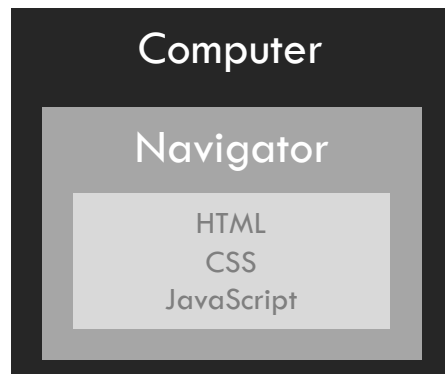 Computer
Navigator
HTML
CSS
JavaScript